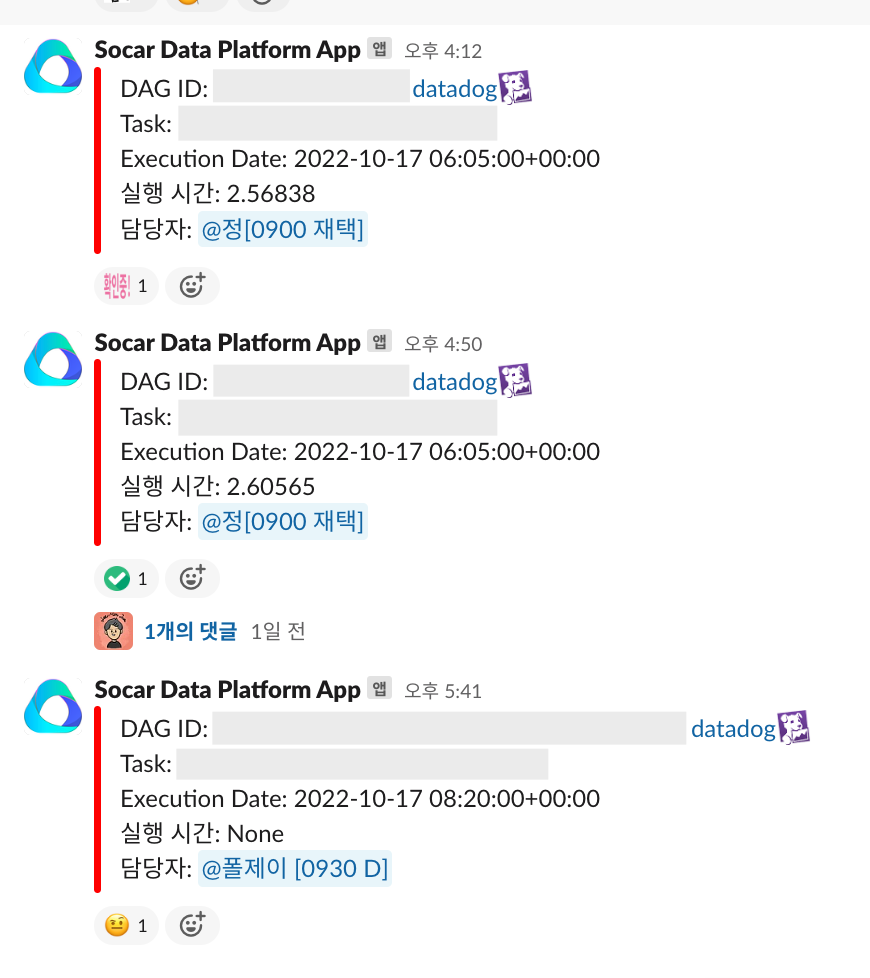 Socar Data Platform App 앱 오후 4:12
DAG ID: datadog
Task:
Execution Date: 2022-10-17 06:05:00+00:00
실행 시간: 2.56838
담당자: @정[0900 재택]
확인중! 1
Socar Data Platform App 앱 오후 4:50
DAG ID: datadog
Task:
Execution Date: 2022-10-17 06:05:00+00:00
실행 시간: 2.60565
담당자: @정[0900 재택]
1
1개의 댓글 1일 전
Socar Data Platform App 앱 오후 5:41
DAG ID: datadog
Task:
Execution Date: 2022-10-17 08:20:00+00:00
실행 시간: None
담당자: @폴제이 [0930 D]
1